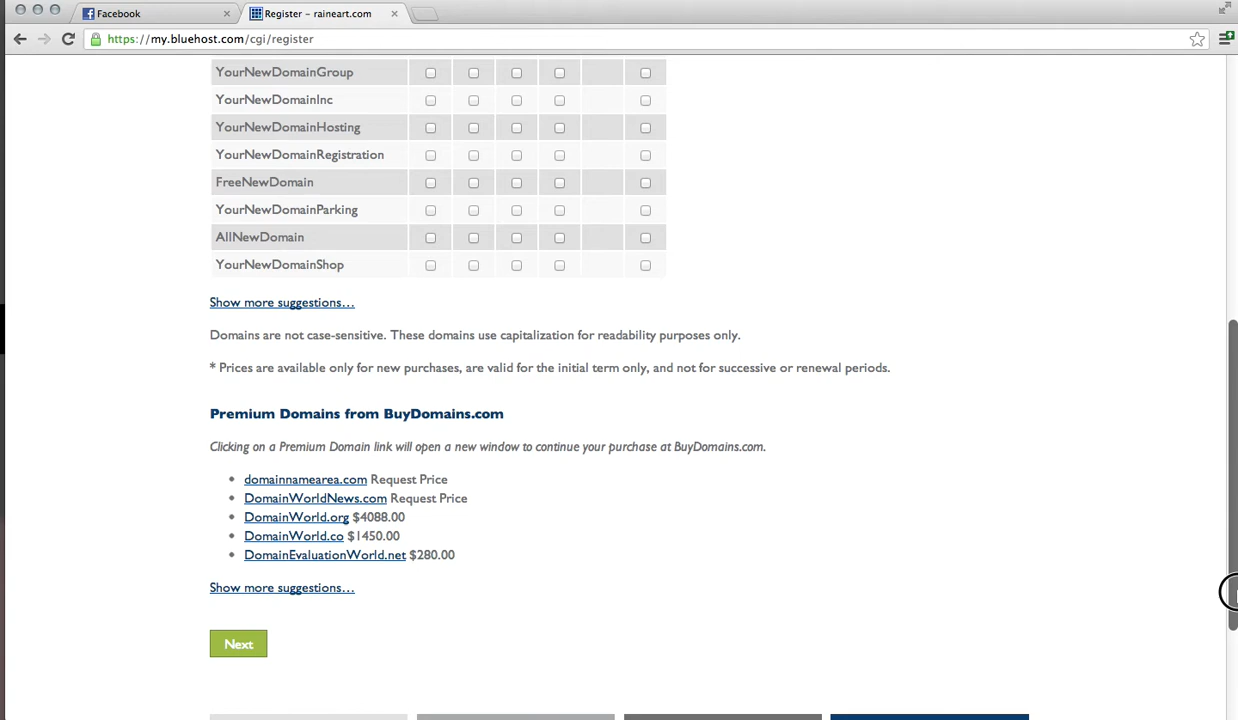 Facebook
Register – raineart.com
https://my.bluehost.com/cgi/register
YourNewDomainGroup
YourNewDomainInc
YourNewDomainHosting
YourNewDomainRegistration
FreeNewDomain
YourNewDomainParking
AllNewDomain
YourNewDomainShop
Show more suggestions…
Domains are not case-sensitive. These domains use capitalization for readability purposes only.
* Prices are available only for new purchases, are valid for the initial term only, and not for successive or renewal periods.
Premium Domains from BuyDomains.com
Clicking on a Premium Domain link will open a new window to continue your purchase at BuyDomains.com.
• domainnamearea.com Request Price
• DomainWorldNews.com Request Price
• DomainWorld.org $4088.00
• DomainWorld.co $1450.00
• DomainEvaluationWorld.net $280.00
Show more suggestions…
Next